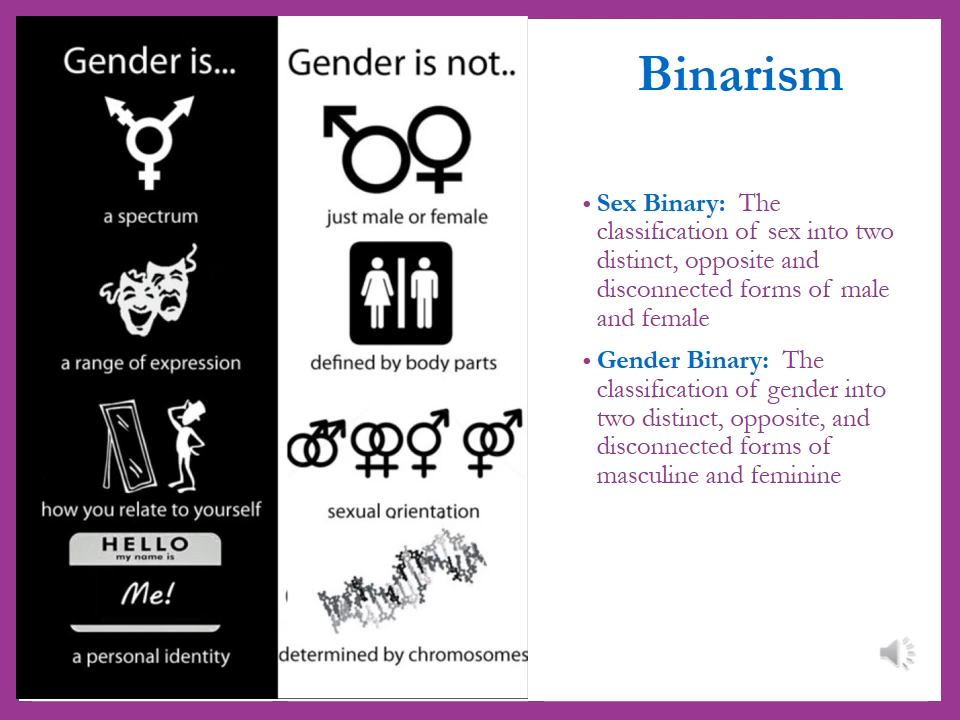 Gender is...
a spectrum
a range of expression
how you relate to yourself
HELLO
my name is
Me!
a personal identity
Gender is not..
just male or female
defined by body parts
sexual orientation
determined by chromosomes
Binarism
• Sex Binary: The
classification of sex into two
distinct, opposite and
disconnected forms of male
and female
• Gender Binary: The
classification of gender into
two distinct, opposite, and
disconnected forms of
masculine and feminine